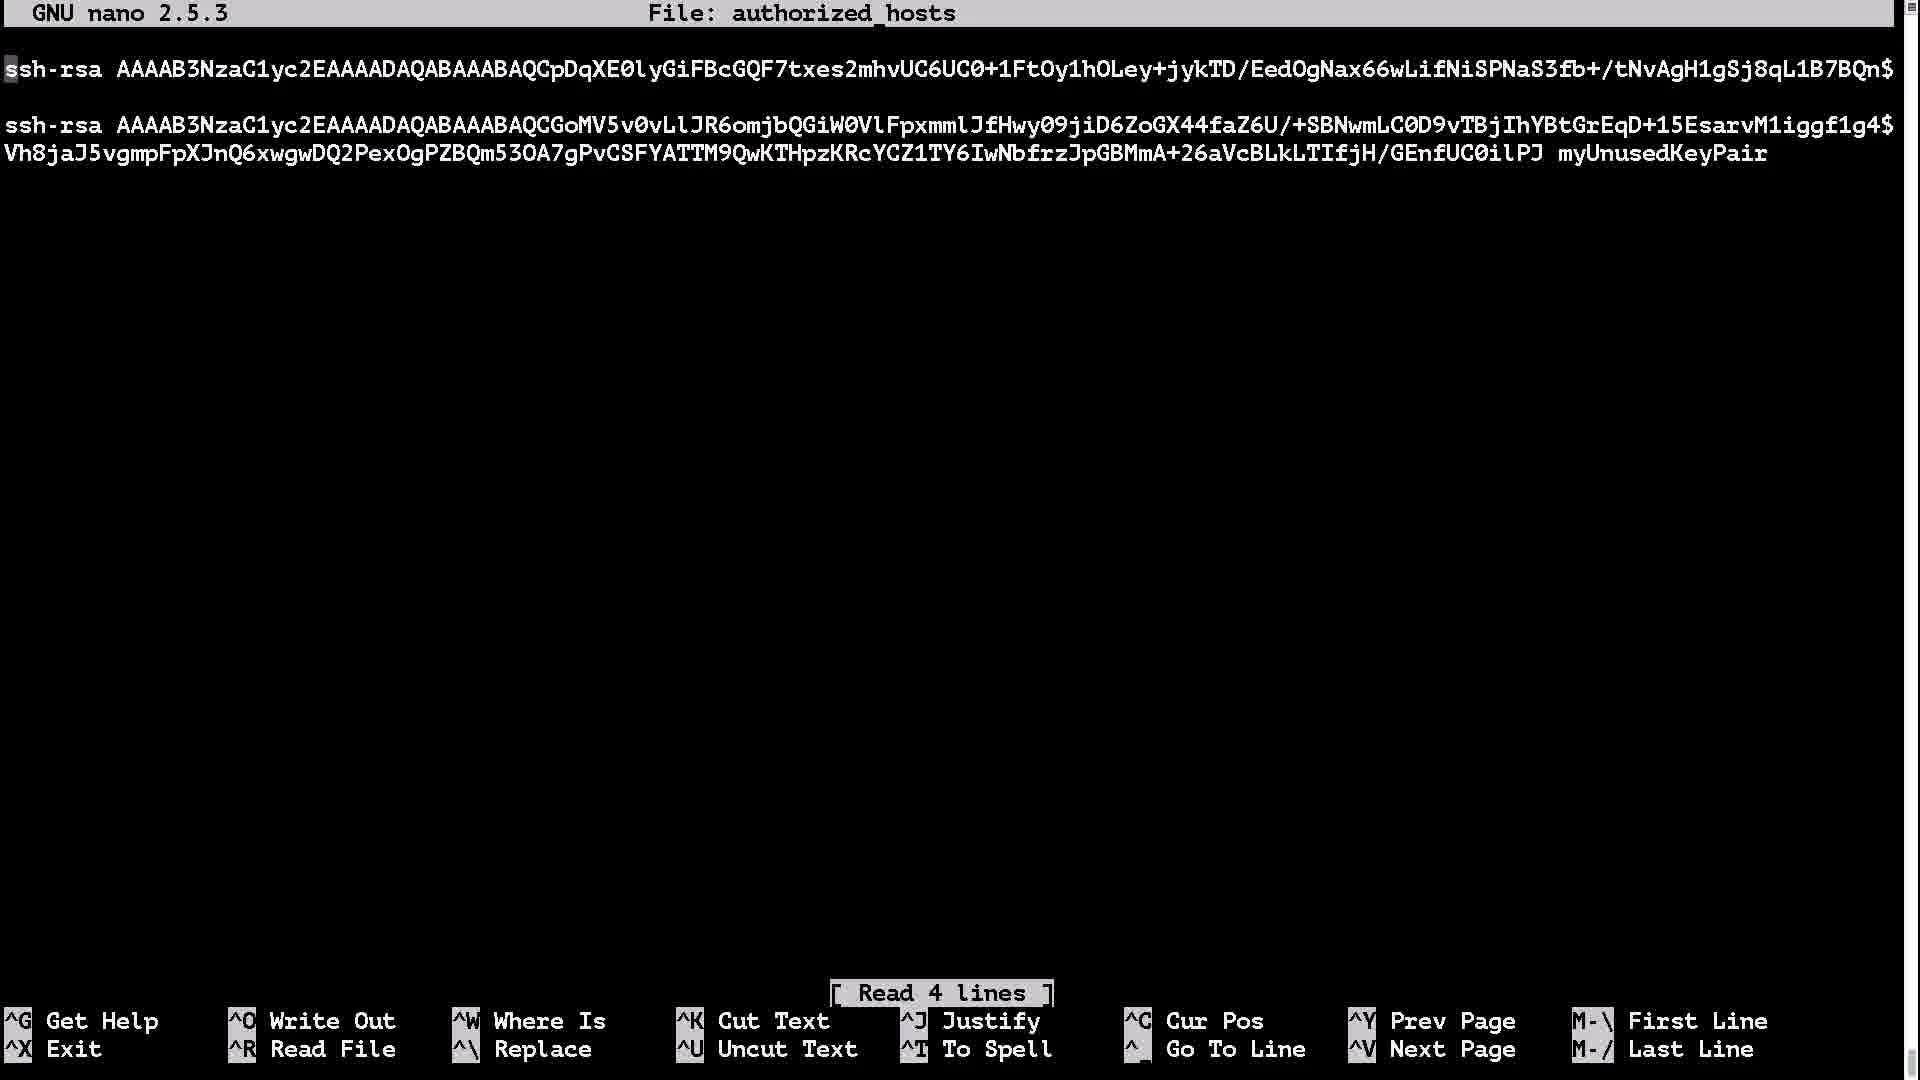 GNU nano 2.5.3 File: authorized_hosts
ssh-rsa AAAAB3NzaC1yc2EAAAADAQABAAABAQCpDqXE0lyGiFBcGQF7txes2mhvUC6UC0+1FtOy1hOLey+jykTD/EedOgNax66wLifNiSPNaS3fb+/tNvAgH1gSj8qL1B7BQn$
ssh-rsa AAAAB3NzaC1yc2EAAAADAQABAAABAQCGoMV5v0vLlJR6omjbQGiW0VlFpxmmlJfHwy09jiD6ZoGX44faZ6U/+SBNwmLC0D9vTBjIhYBtGrEqD+15EsarvM1iggf1g4$
Vh8jaJ5vgmpFpXJnQ6xwgwDQ2PexOgPZBQm53OA7gPvCSFYATTM9QwKTHpzKRcYCZ1TY6IwNbfrzJpGBMmA+26aVcBLkLTIfjH/GEnfUC0ilPJ myUnusedKeyPair
[ Read 4 lines ]
^G Get Help ^O Write Out ^W Where Is ^K Cut Text ^J Justify ^C Cur Pos ^Y Prev Page M-\ First Line
^X Exit ^R Read File ^\ Replace ^U Uncut Text ^T To Spell ^_ Go To Line ^V Next Page M-/ Last Line